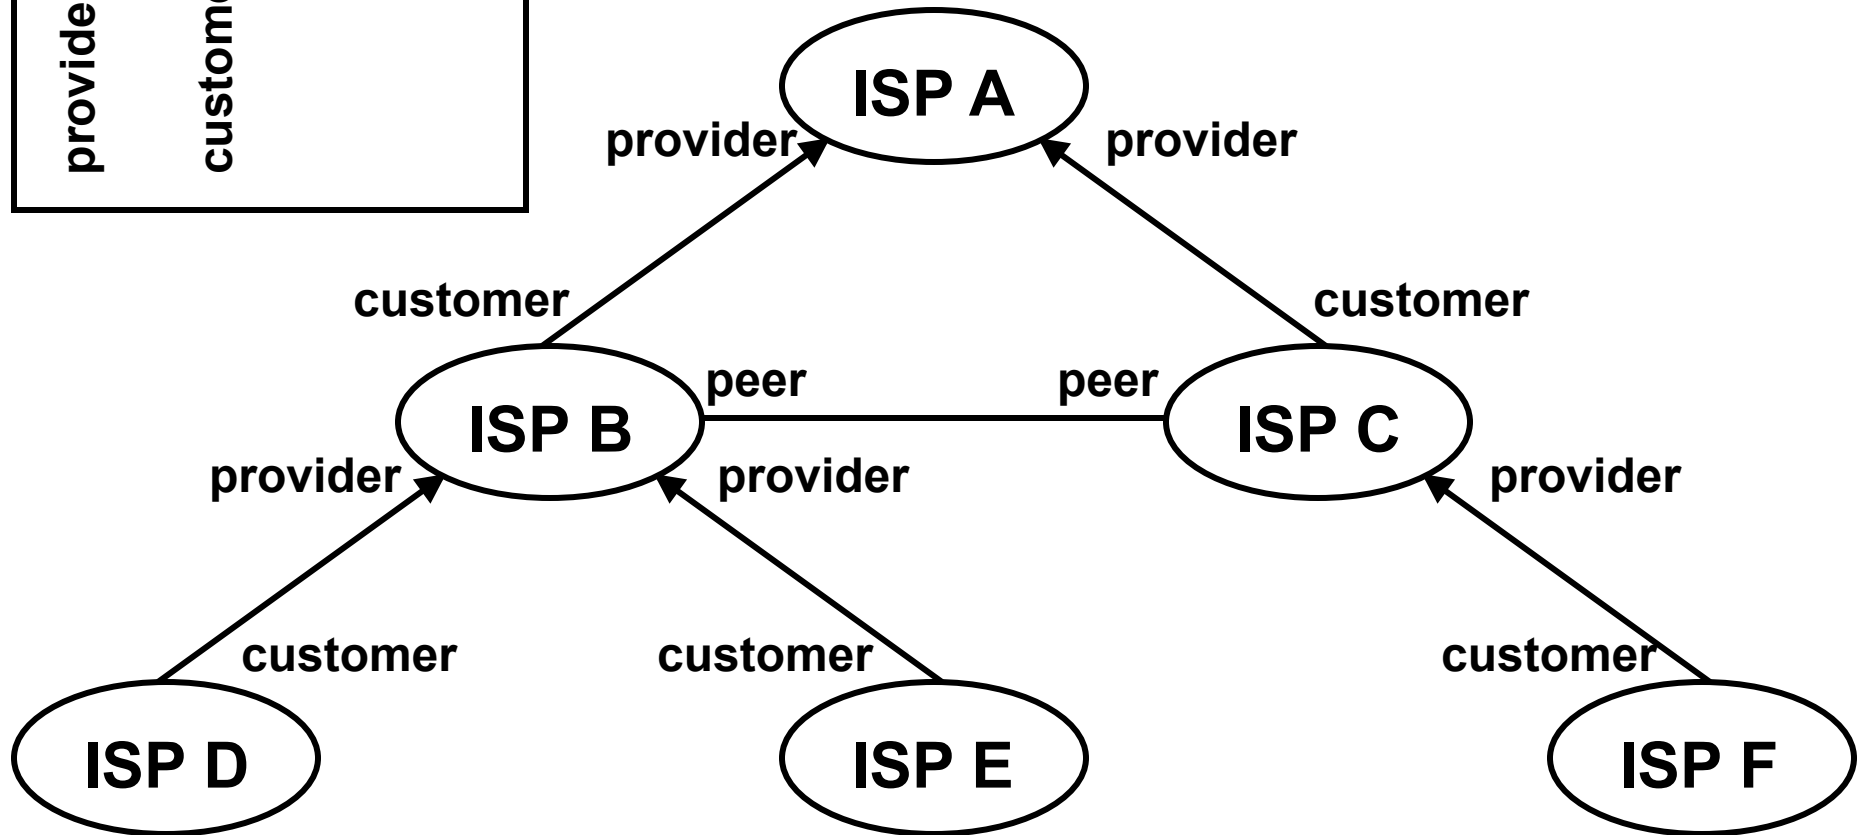 provide
custome
ISP A
provider
provider
customer
customer
peer
peer
ISP B
ISP C
provider
provider
provider
customer
customer
customer
ISP D
ISP E
ISP F